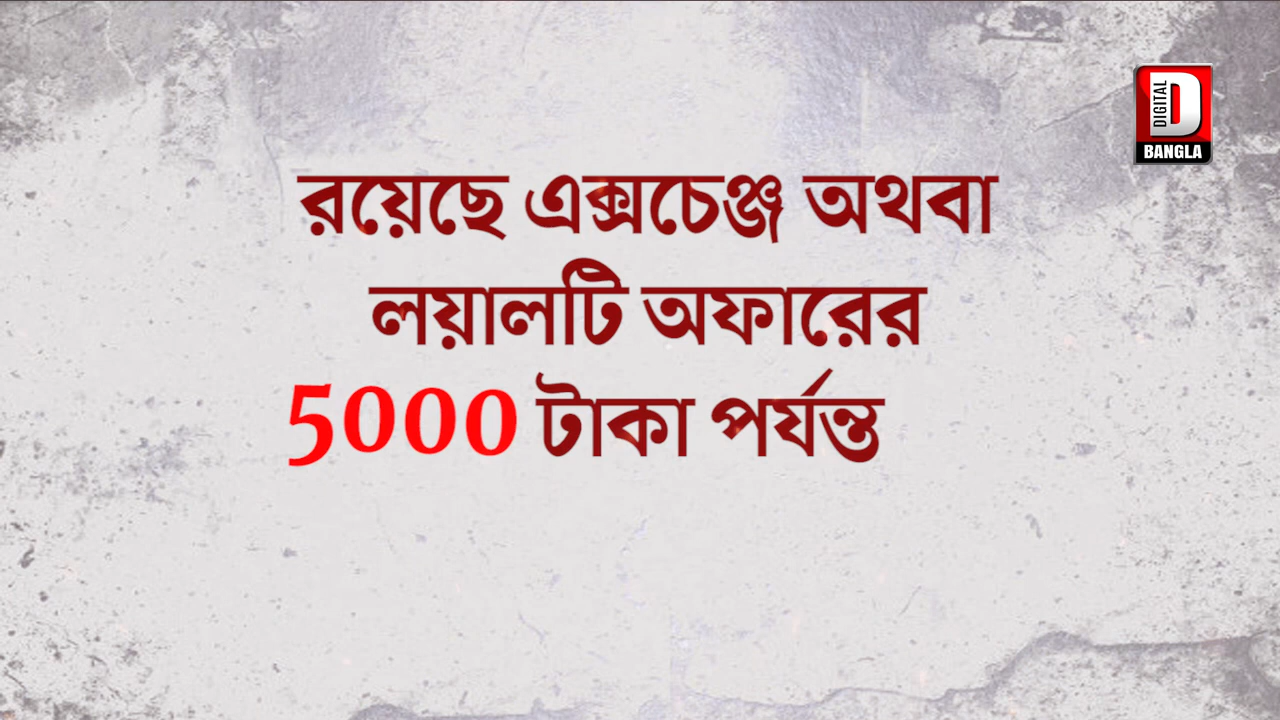 DIGITAL
D
BANGLA
রয়েছে এক্সচেঞ্জ অথবা
লয়ালটি অফারের
5000 টাকা পর্যন্ত